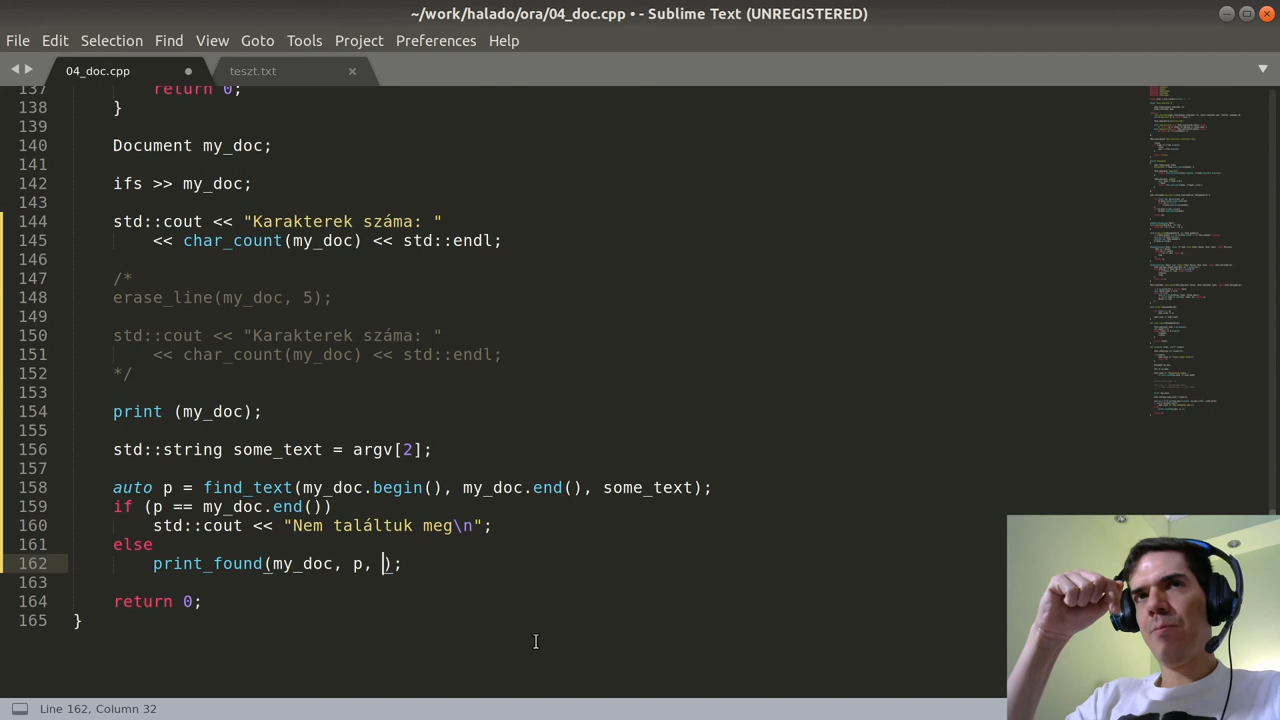 ~/work/halado/ora/04_doc.cpp • - Sublime Text (UNREGISTERED)
File Edit Selection Find View Goto Tools Project Preferences Help
04_doc.cpp
teszt.txt
137 return 0;
138 }
139
140 Document my_doc;
141
142 ifs >> my_doc;
143
144 std::cout << "Karakterek száma: "
145 << char_count(my_doc) << std::endl;
146
147 /*
148 erase_line(my_doc, 5);
149
150 std::cout << "Karakterek száma: "
151 << char_count(my_doc) << std::endl;
152 */
153
154 print (my_doc);
155
156 std::string some_text = argv[2];
157
158 auto p = find_text(my_doc.begin(), my_doc.end(), some_text);
159 if (p == my_doc.end())
160 std::cout << "Nem találtuk meg\n";
161 else
162 print_found(my_doc, p, );
163
164 return 0;
165 }
Line 162, Column 32